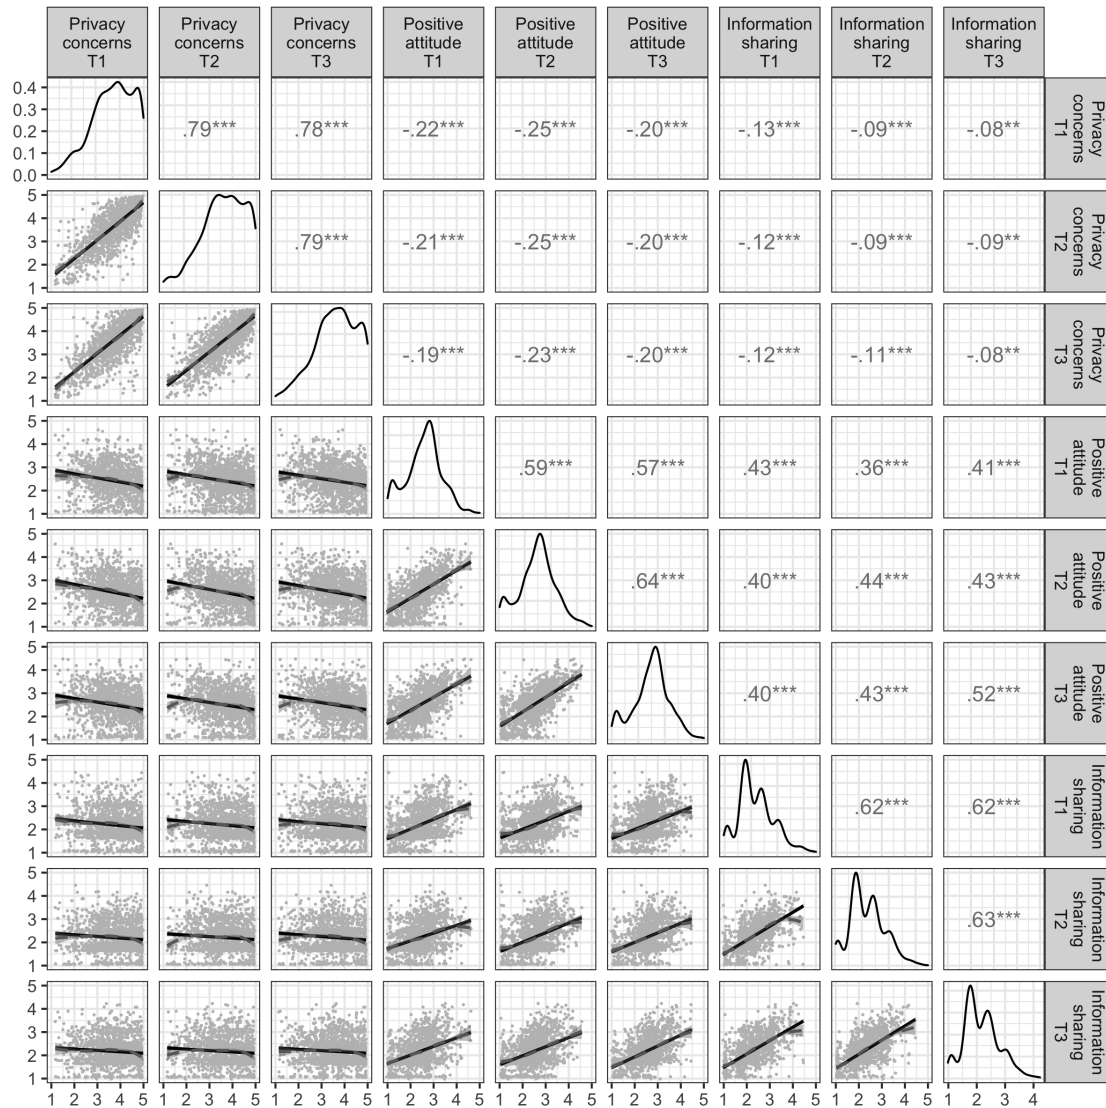 Privacy Privacy Privacy Positive Positive Positive Information Information Information
concerns concerns concerns attitude attitude attitude sharing sharing sharing
T1 T2 T3 T1 T2 T3 T1 T2 T3
0.4
0.3
0.2
0.1
0.0
.79*** .78*** -.22*** -.25*** -.20*** -.13*** -.09*** -.08**
Privacy
concerns
T1
5
4
3
2
1
.79*** -.21*** -.25*** -.20*** -.12*** -.09*** -.09**
Privacy
concerns
T2
5
4
3
2
1
-.19*** -.23*** -.20*** -.12*** -.11*** -.08**
Privacy
concerns
T3
5
4
3
2
1
.59*** .57*** .43*** .36*** .41***
Positive
attitude
T1
5
4
3
2
1
.64*** .40*** .44*** .43***
Positive
attitude
T2
5
4
3
2
1
.40*** .43*** .52***
Positive
attitude
T3
5
4
3
2
1
.62*** .62***
Information
sharing
T1
5
4
3
2
1
.63***
Information
sharing
T2
5
4
3
2
1
Information
sharing
T3
1 2 3 4 5 1 2 3 4 5 1 2 3 4 5 1 2 3 4 5 1 2 3 4 5 1 2 3 4 5 1 2 3 4 5 1 2 3 4 5 1 2 3 4